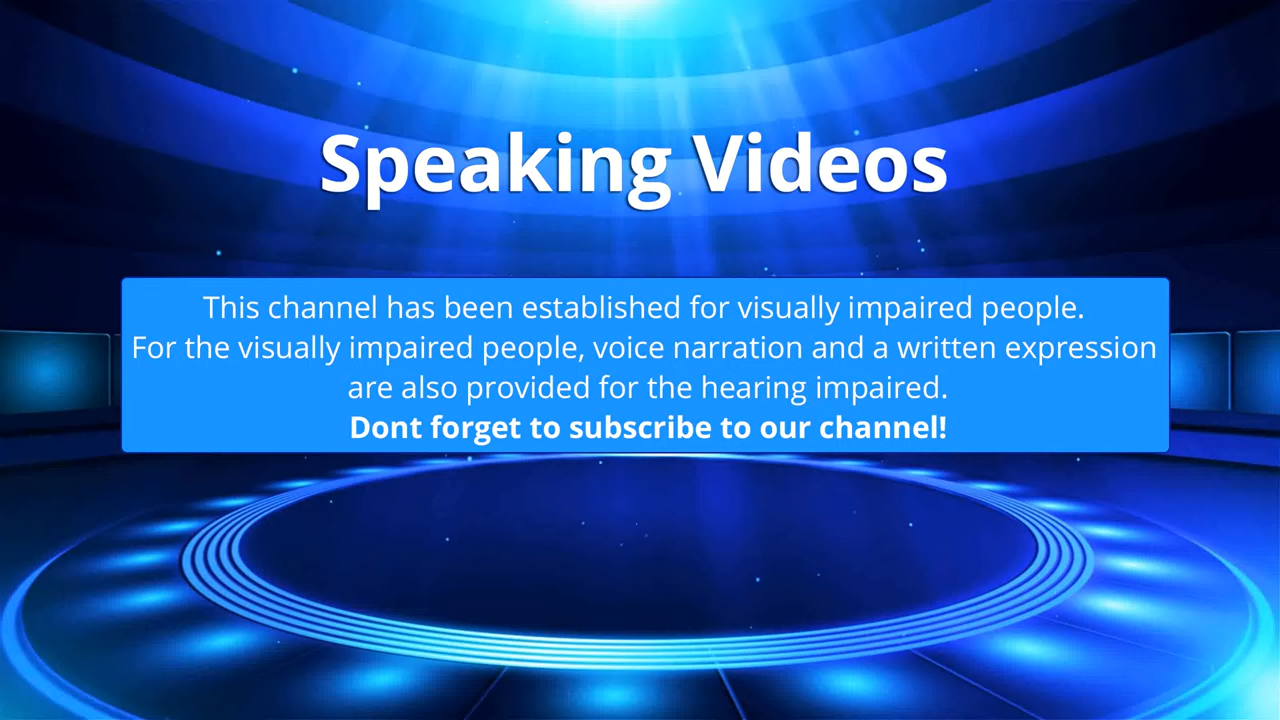 Speaking Videos
This channel has been established for visually impaired people.
For the visually impaired people, voice narration and a written expression
are also provided for the hearing impaired.
Dont forget to subscribe to our channel!